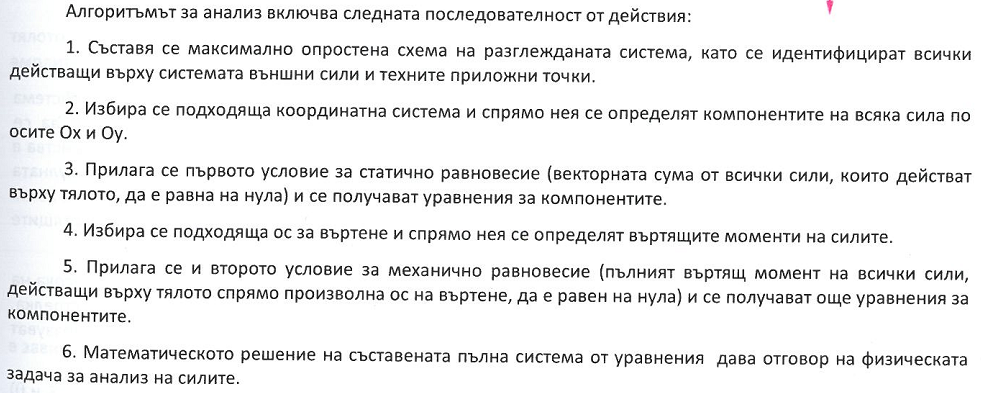 Алгоритъмът за анализ включва следната последователност от действия:
1. Съставя се максимално опростена схема на разглежданата система, като се идентифицират всички
действащи върху системата външни сили и техните приложни точки.
2. Избира се подходяща координатна система и спрямо нея се определят компонентите на всяка сила по
осите Ox и Oy.
3. Прилага се първото условие за статично равновесие (векторната сума от всички сили, които действат
върху тялото, да е равна на нула) и се получават уравнения за компонентите.
4. Избира се подходяща ос за въртене и спрямо нея се определят въртящите моменти на силите.
5. Прилага се и второто условие за механично равновесие (пълният въртящ момент на всички сили,
действащи върху тялото спрямо произволна ос на въртене, да е равен на нула) и се получават още уравнения за
компонентите.
6. Математическото решение на съставената пълна система от уравнения дава отговор на физическата
задача за анализ на силите.